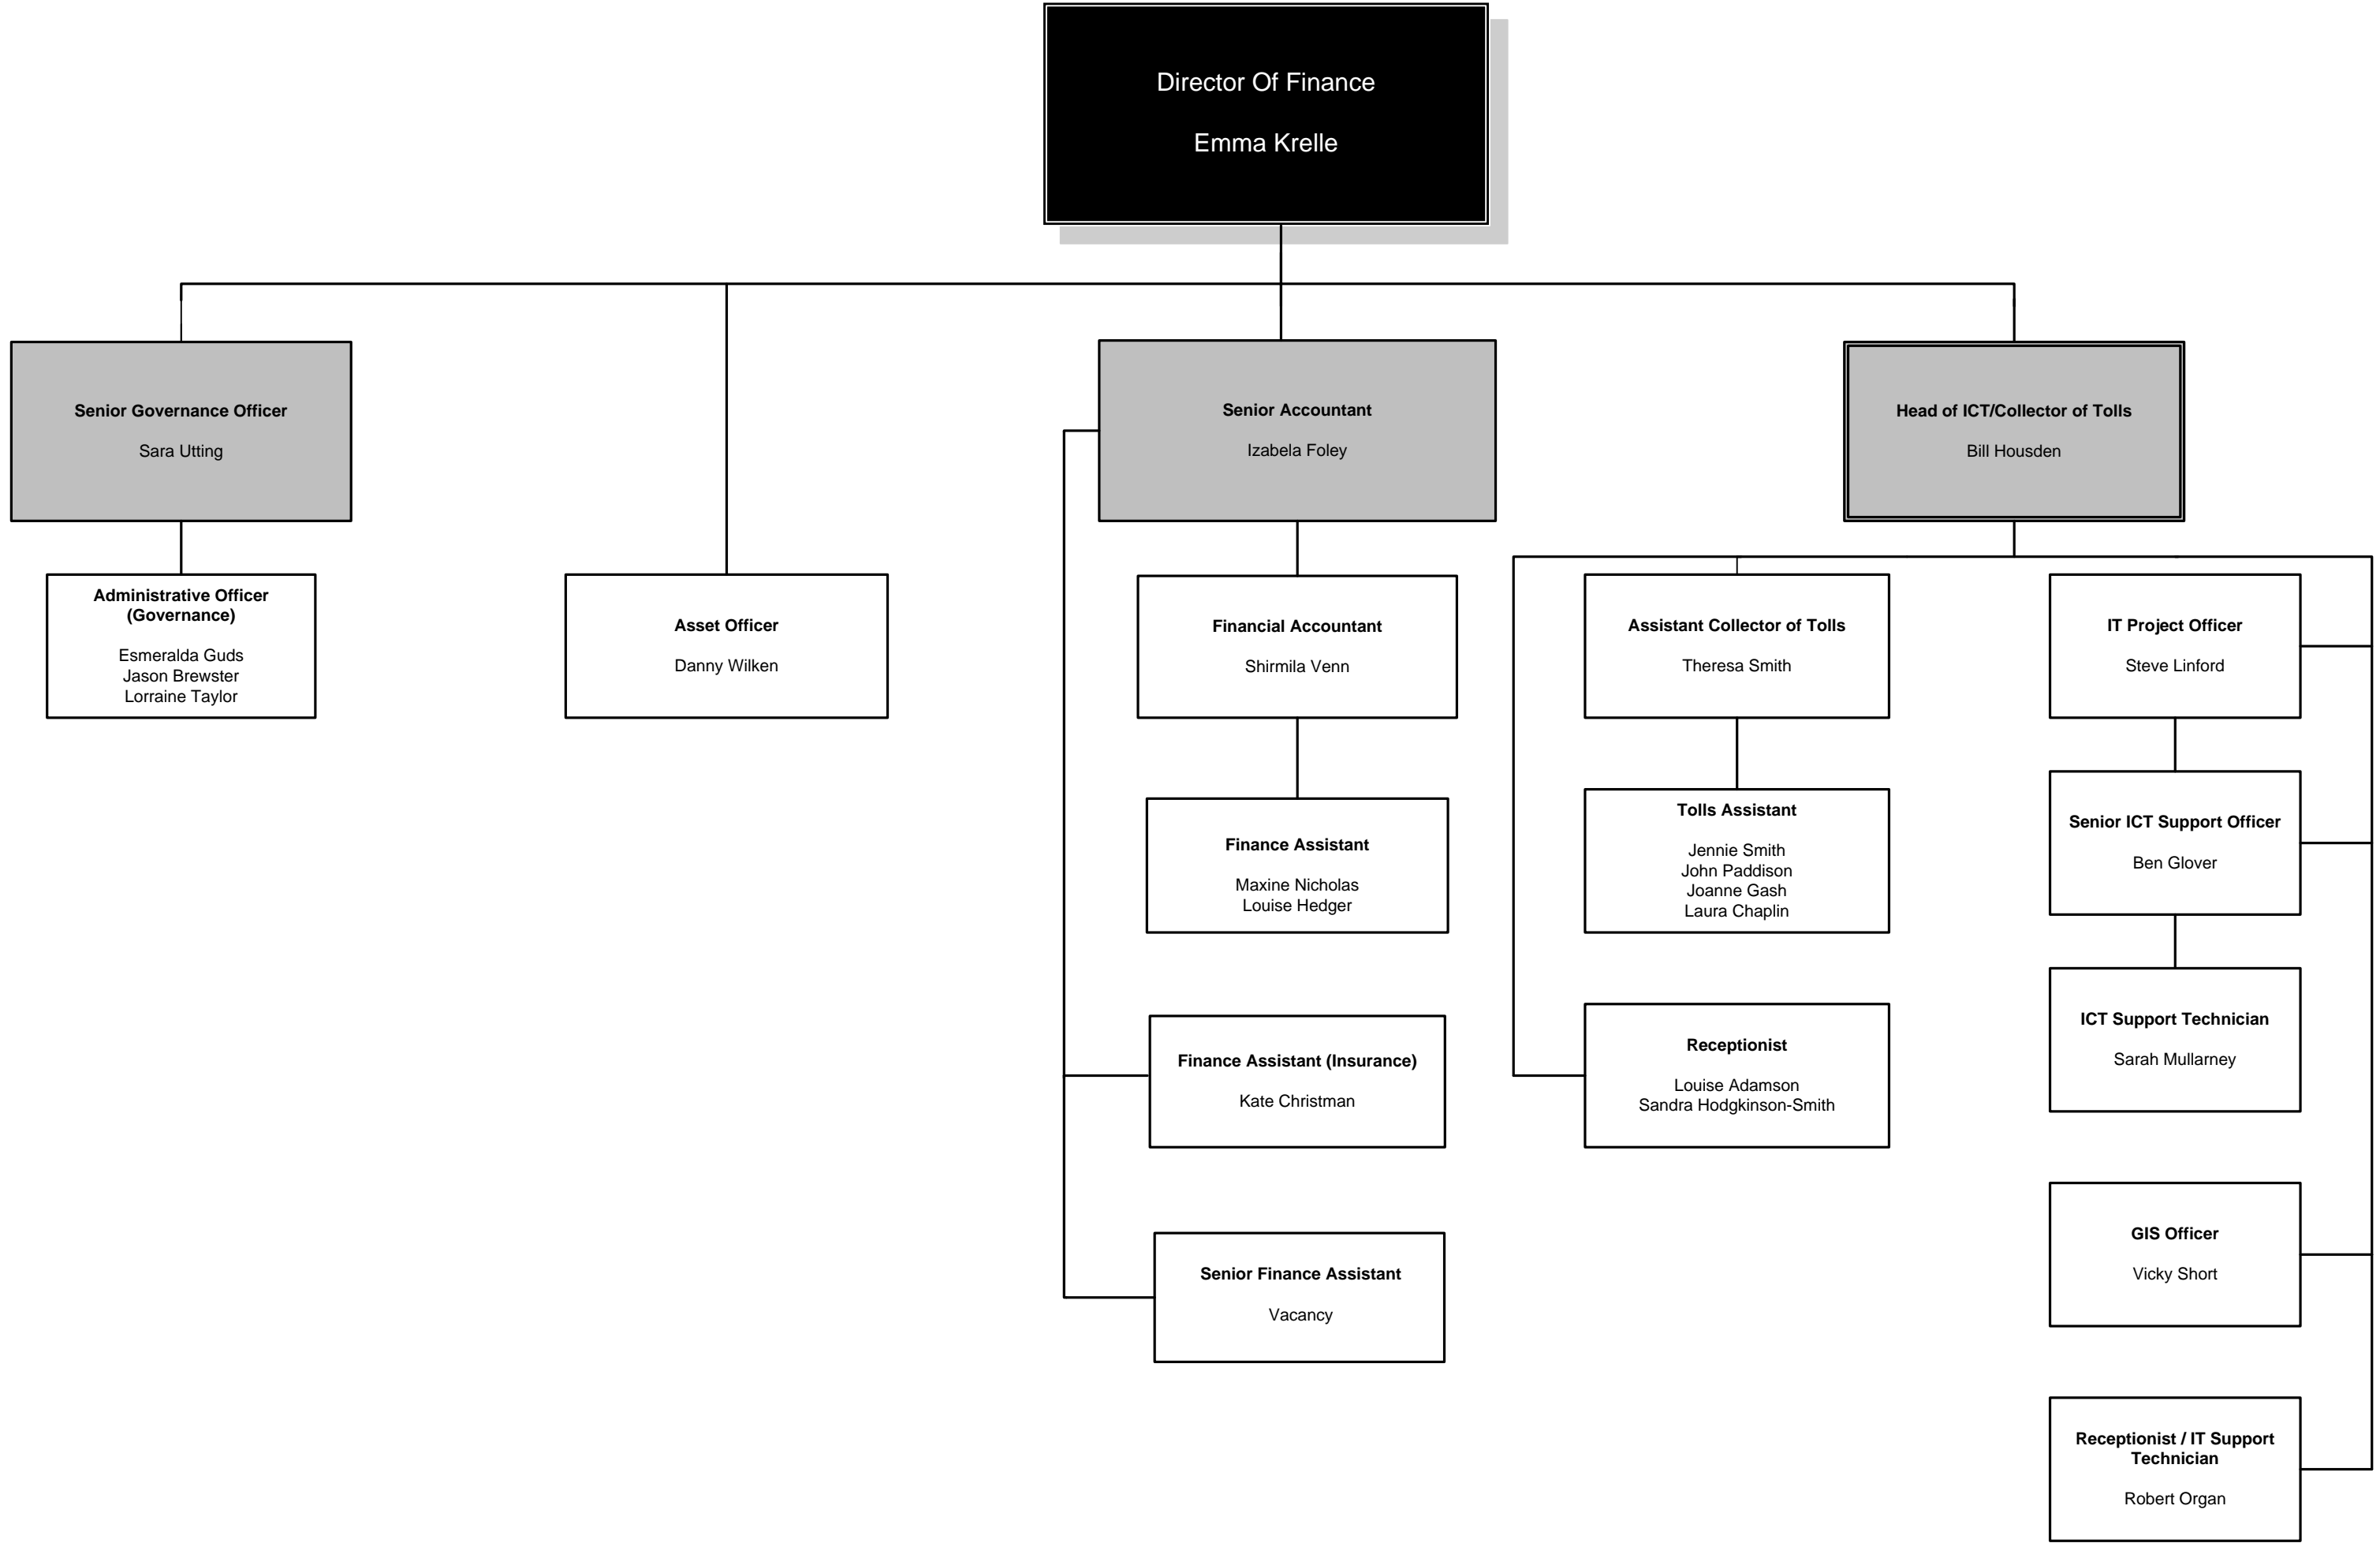 Director Of Finance
Emma Krelle
Senior Governance Officer
Sara Utting
Senior Accountant
Izabela Foley
Head of ICT/Collector of Tolls
Bill Housden
Administrative Officer
(Governance)
Esmeralda Guds
Jason Brewster
Lorraine Taylor
Asset Officer
Danny Wilken
Financial Accountant
Shirmila Venn
Assistant Collector of Tolls
Theresa Smith
IT Project Officer
Steve Linford
Finance Assistant
Maxine Nicholas
Louise Hedger
Tolls Assistant
Jennie Smith
John Paddison
Joanne Gash
Laura Chaplin
Senior ICT Support Officer
Ben Glover
Finance Assistant (Insurance)
Kate Christman
Receptionist
Louise Adamson
Sandra Hodgkinson-Smith
ICT Support Technician
Sarah Mullarney
Senior Finance Assistant
Vacancy
GIS Officer
Vicky Short
Receptionist / IT Support
Technician
Robert Organ